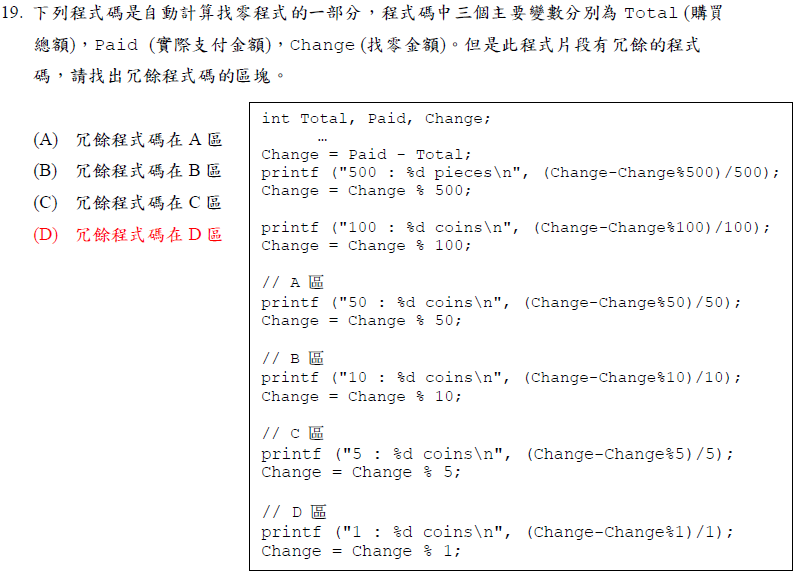 19. 下列程式碼是自動計算找零程式的一部分，程式碼中三個主要變數分別為 Total (購買
總額)，Paid (實際支付金額)，Change (找零金額)。但是此程式片段有冗餘的程式
碼，請找出冗餘程式碼的區塊。
(A) 冗餘程式碼在 A 區
(B) 冗餘程式碼在 B 區
(C) 冗餘程式碼在 C 區
(D) 冗餘程式碼在 D 區
int Total, Paid, Change;
…
Change = Paid - Total;
printf ("500 : %d pieces\n", (Change-Change%500)/500);
Change = Change % 500;
printf ("100 : %d coins\n", (Change-Change%100)/100);
Change = Change % 100;
// A 區
printf ("50 : %d coins\n", (Change-Change%50)/50);
Change = Change % 50;
// B 區
printf ("10 : %d coins\n", (Change-Change%10)/10);
Change = Change % 10;
// C 區
printf ("5 : %d coins\n", (Change-Change%5)/5);
Change = Change % 5;
// D 區
printf ("1 : %d coins\n", (Change-Change%1)/1);
Change = Change % 1;